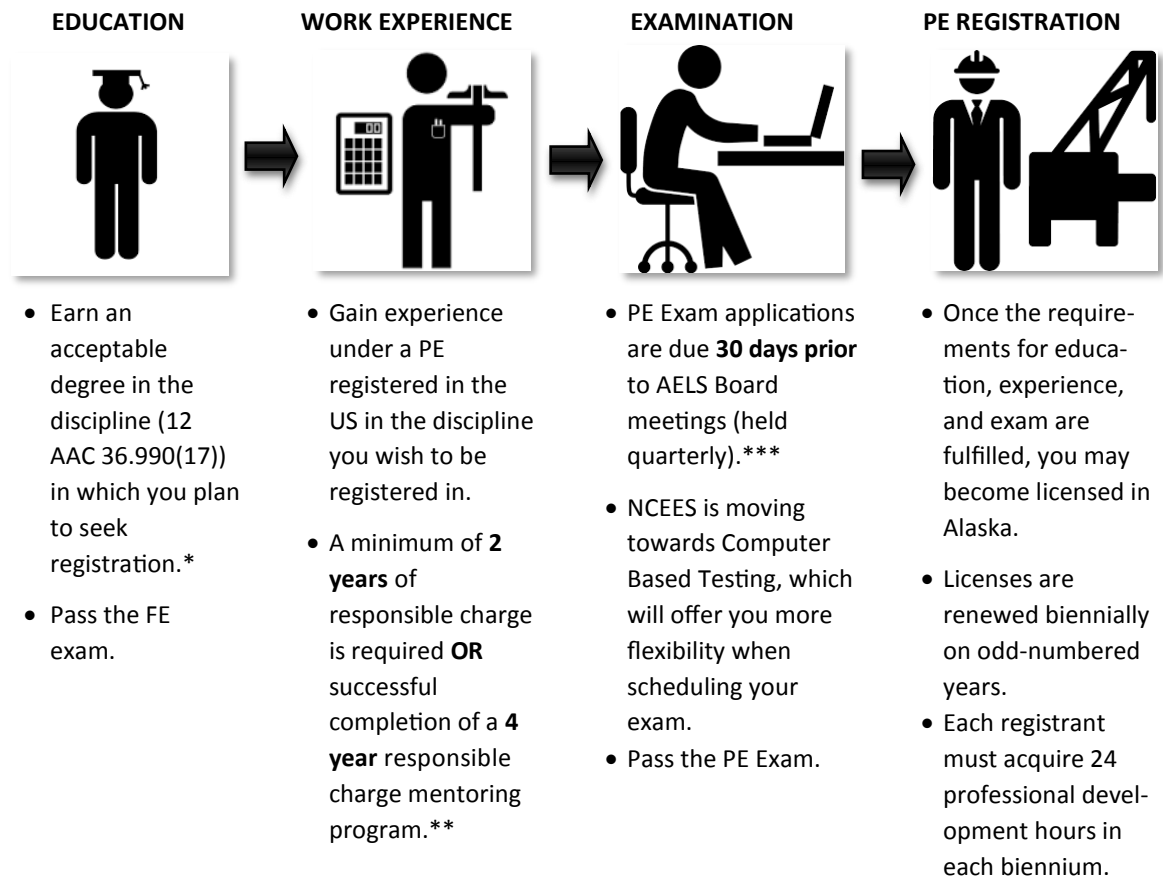 EDUCATION
WORK EXPERIENCE
EXAMINATION
PE REGISTRATION
• Earn an
acceptable
degree in the
discipline (12
AAC 36.990(17))
in which you plan
to seek
registration.*
• Pass the FE
exam.
• Gain experience
under a PE
registered in the
US in the discipline
you wish to be
registered in.
• A minimum of 2
years of
responsible charge
is required OR
successful
completion of a 4
year responsible
charge mentoring
program.**
• PE Exam applications
are due 30 days prior
to AELS Board
meetings (held
quarterly).***
• NCEES is moving
towards Computer
Based Testing, which
will offer you more
flexibility when
scheduling your
exam.
• Pass the PE Exam.
• Once the require-
ments for educa-
tion, experience,
and exam are
fulfilled, you may
become licensed in
Alaska.
• Licenses are
renewed biennially
on odd-numbered
years.
• Each registrant
must acquire 24
professional devel-
opment hours in
each biennium.